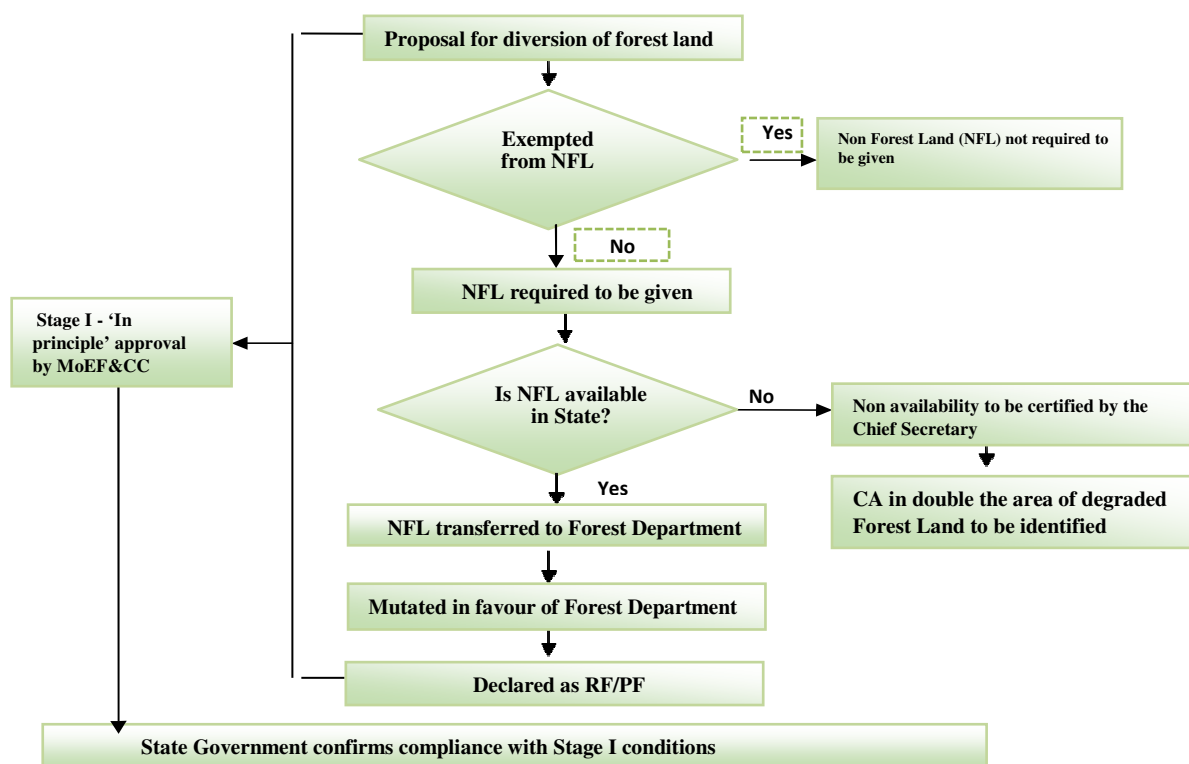 Proposal for diversion of forest land
Exempted
from NFL
Yes
Non Forest Land (NFL) not required to
be given
No
NFL required to be given
Stage I - ‘In
principle’ approval
by MoEF&CC
Is NFL available
in State?
No
Non availability to be certified by the
Chief Secretary
Yes
CA in double the area of degraded
Forest Land to be identified
NFL transferred to Forest Department
Mutated in favour of Forest Department
Declared as RF/PF
State Government confirms compliance with Stage I conditions